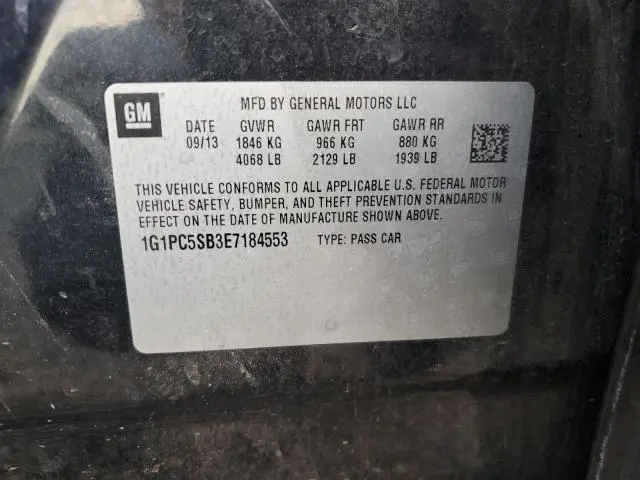 GM
MFD BY GENERAL MOTORS LLC
DATE GVWR GAWR FRT GAWR RR
09/13 1846 KG 966 KG 880 KG
4068 LB 2129 LB 1939 LB
THIS VEHICLE CONFORMS TO ALL APPLICABLE U.S. FEDERAL MOTOR
VEHICLE SAFETY, BUMPER, AND THEFT PREVENTION STANDARDS IN
EFFECT ON THE DATE OF MANUFACTURE SHOWN ABOVE.
1G1PC5SB3E7184553 TYPE: PASS CAR